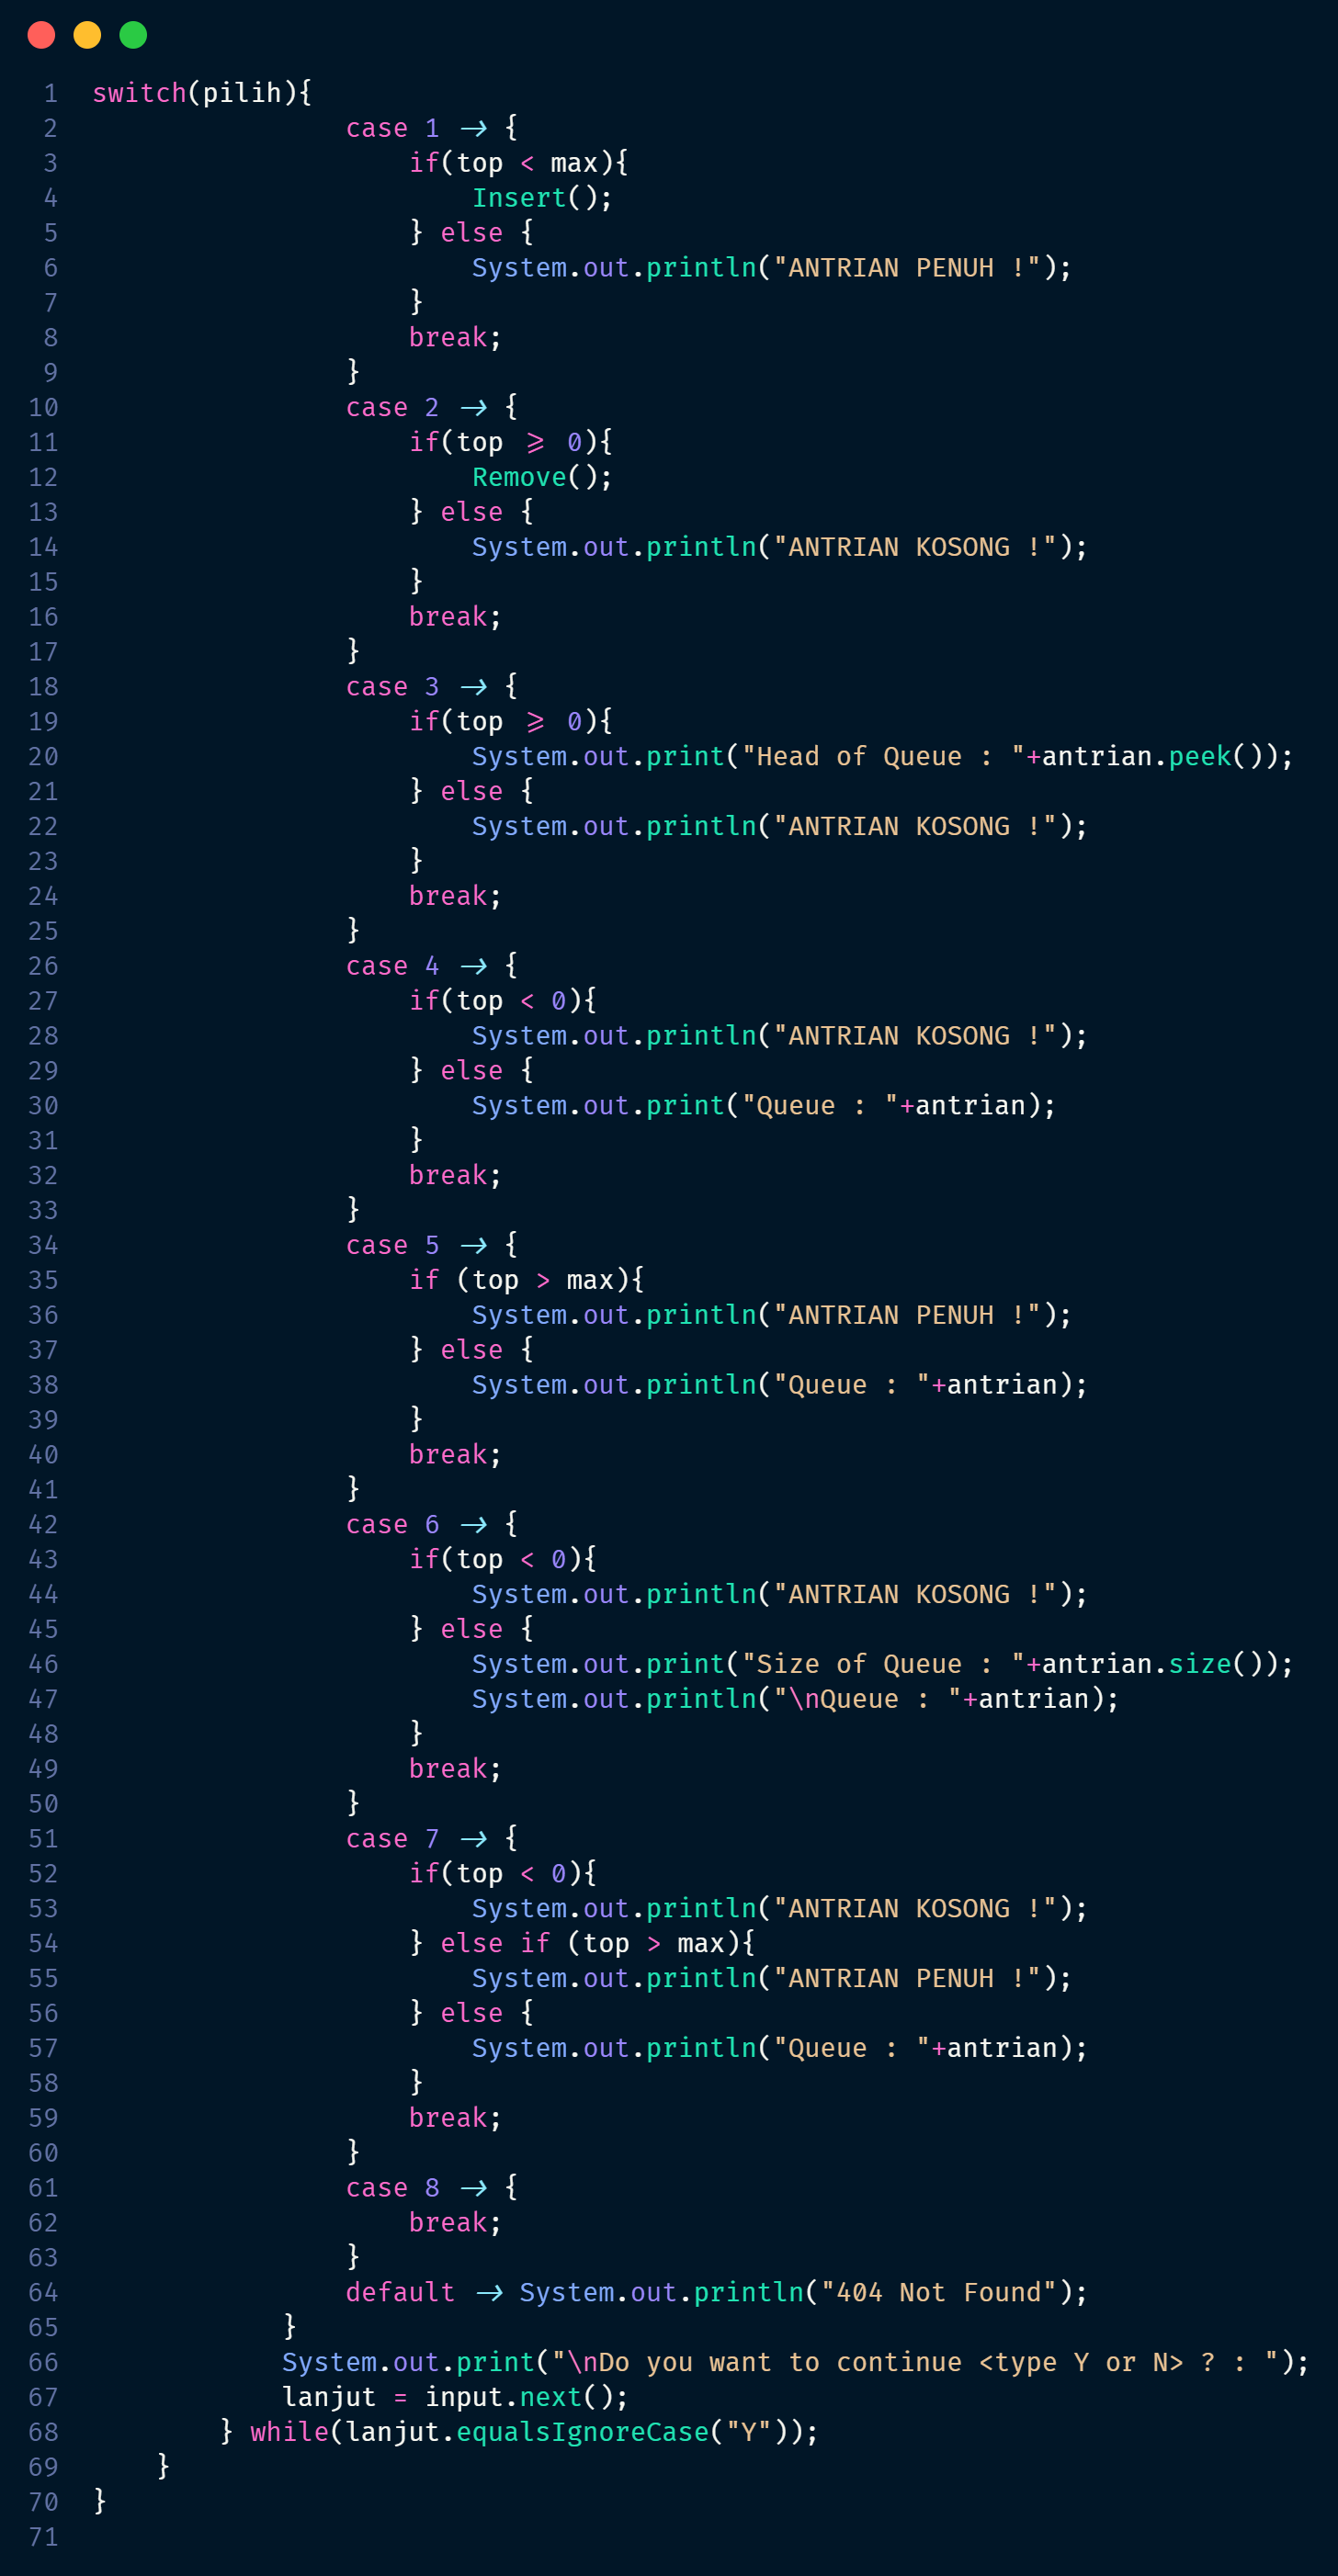 1 switch(pilih){
2                 case 1 -> {
3                     if(top < max){
4                         Insert();
5                     } else {
6                         System.out.println("ANTRIAN PENUH !");
7                     }
8                     break;
9                 }
10                 case 2 -> {
11                     if(top >= 0){
12                         Remove();
13                     } else {
14                         System.out.println("ANTRIAN KOSONG !");
15                     }
16                     break;
17                 }
18                 case 3 -> {
19                     if(top >= 0){
20                         System.out.print("Head of Queue : "+antrian.peek());
21                     } else {
22                         System.out.println("ANTRIAN KOSONG !");
23                     }
24                     break;
25                 }
26                 case 4 -> {
27                     if(top < 0){
28                         System.out.println("ANTRIAN KOSONG !");
29                     } else {
30                         System.out.print("Queue : "+antrian);
31                     }
32                     break;
33                 }
34                 case 5 -> {
35                     if (top > max){
36                         System.out.println("ANTRIAN PENUH !");
37                     } else {
38                         System.out.println("Queue : "+antrian);
39                     }
40                     break;
41                 }
42                 case 6 -> {
43                     if(top < 0){
44                         System.out.println("ANTRIAN KOSONG !");
45                     } else {
46                         System.out.print("Size of Queue : "+antrian.size());
47                         System.out.println("\nQueue : "+antrian);
48                     }
49                     break;
50                 }
51                 case 7 -> {
52                     if(top < 0){
53                         System.out.println("ANTRIAN KOSONG !");
54                     } else if (top > max){
55                         System.out.println("ANTRIAN PENUH !");
56                     } else {
57                         System.out.println("Queue : "+antrian);
58                     }
59                     break;
60                 }
61                 case 8 -> {
62                     break;
63                 }
64                 default -> System.out.println("404 Not Found");
65             }
66             System.out.print("\nDo you want to continue <type Y or N> ? : ");
67             lanjut = input.next();
68         } while(lanjut.equalsIgnoreCase("Y"));
69     }
70 }
71